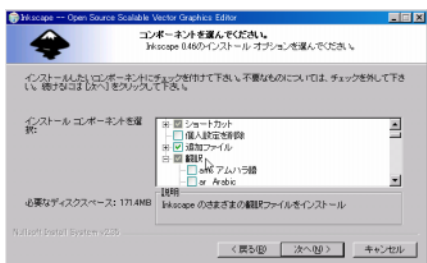 Inkscape -- Open Source Scalable Vector Graphics Editor
コンポーネントを選んでください。
Inkscape 0.46のインストール オプションを選んでください。
インストールしたいコンポーネントにチェックを付けて下さい。不要なものについては、チェックを外して下さ
い。続けるには [次へ] をクリックして下さい。
インストール コンポーネントを選
択:
ショートカット
個人設定を削除
追加ファイル
翻訳
am アムハラ語
ar Arabic
必要なディスクスペース: 171.4MB
説明
Inkscape のさまざまの翻訳ファイルをインストール
Nullsoft Install System v2.35
< 戻る(B)
次へ(N) >
キャンセル